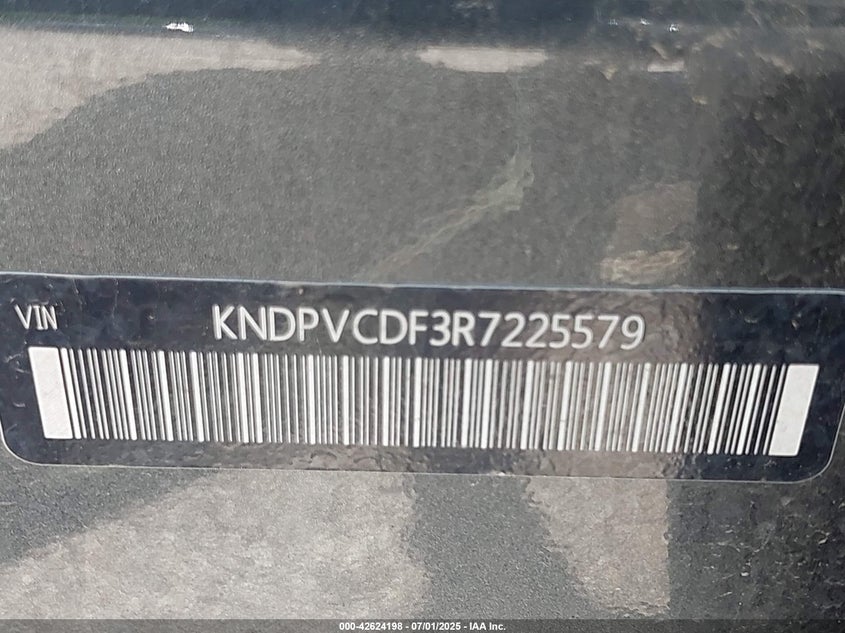 VIN
KNDPVCDF3R7225579
000-42624198 - 07/01/2025 - IAA Inc.